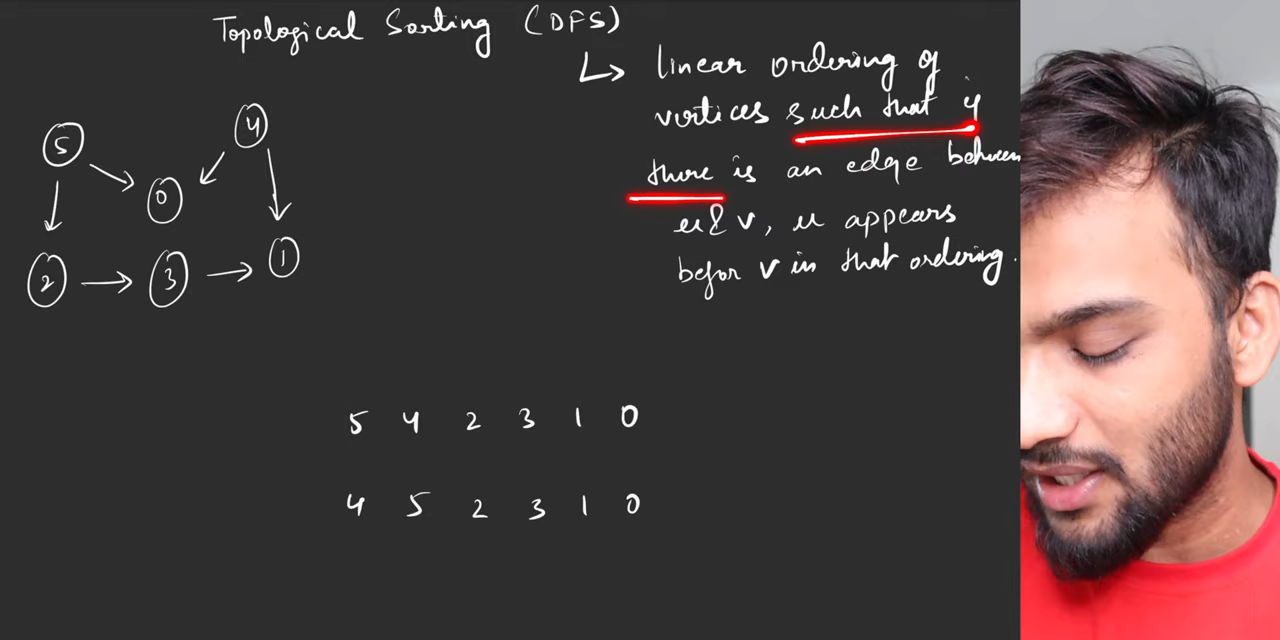 Topological Sorting (DFS)
↳ linear ordering of
vertices such that if
there is an edge between
u & v, u appears
befor v in that ordering.
5 4
0
2 → 3 → 1
5 4 2 3 1 0
4 5 2 3 1 0